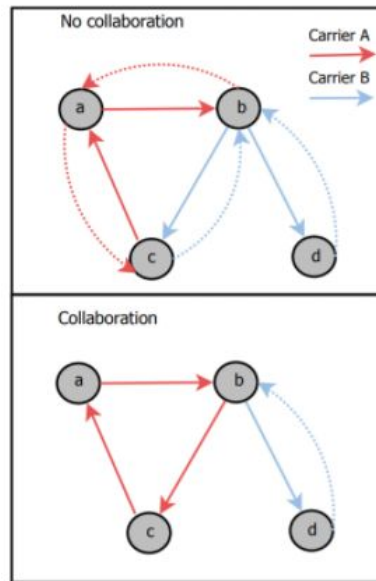 No collaboration
Carrier A
Carrier B
a
b
c
d
Collaboration
a
b
c
d